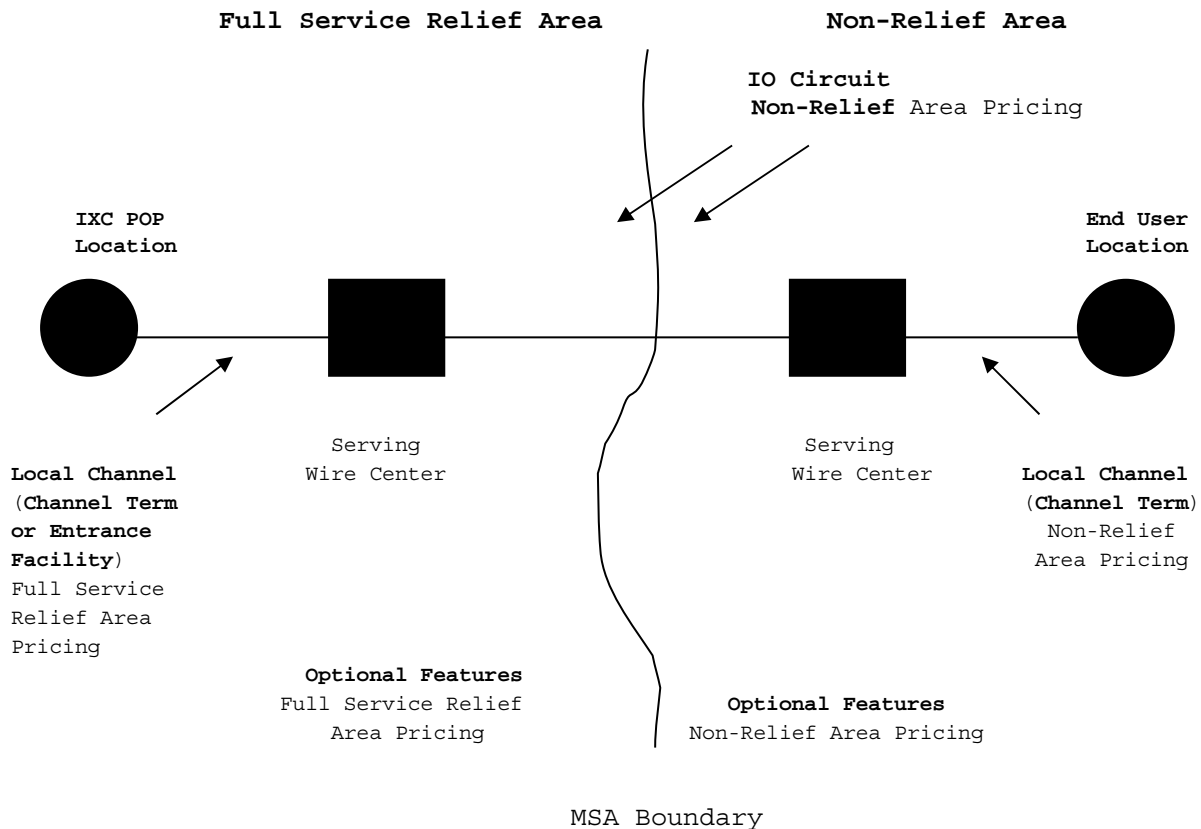 Full Service Relief Area
Non-Relief Area
IO Circuit
Non-Relief Area Pricing
IXC POP
Location
End User
Location
Serving
Wire Center
Serving
Wire Center
Local Channel
(Channel Term
or Entrance
Facility)
Full Service
Relief Area
Pricing
Local Channel
(Channel Term)
Non-Relief
Area Pricing
Optional Features
Full Service Relief
Area Pricing
Optional Features
Non-Relief Area Pricing
MSA Boundary